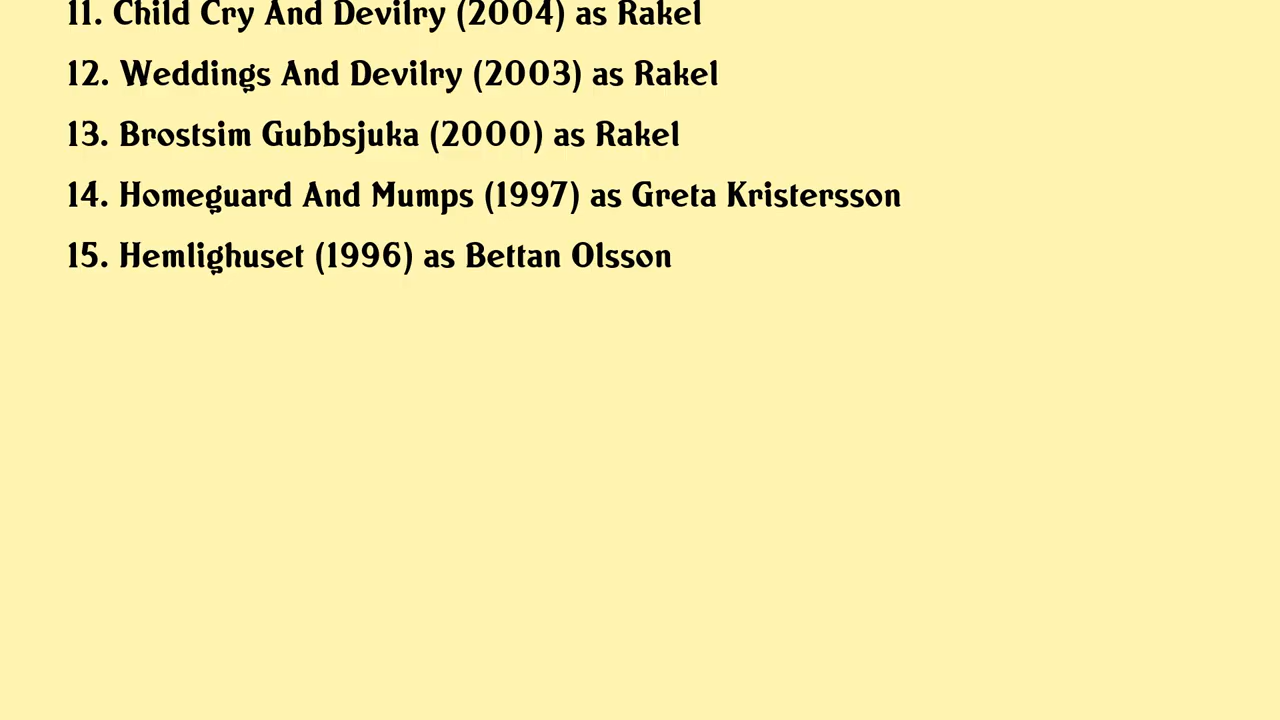 11. Child Cry And Devilry (2004) as Rakel
12. Weddings And Devilry (2003) as Rakel
13. Brostsim Gubbsjuka (2000) as Rakel
14. Homeguard And Mumps (1997) as Greta Kristersson
15. Hemlighuset (1996) as Bettan Olsson